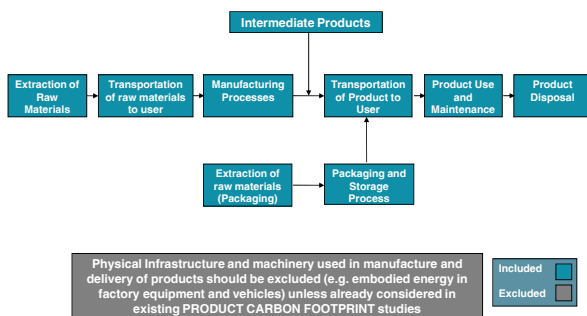 Intermediate Products
Extraction of
Raw
Materials
Transportation
of raw materials
to user
Manufacturing
Processes
Transportation
of Product to
User
Product Use
and
Maintenance
Product
Disposal
Extraction of
raw materials
(Packaging)
Packaging and
Storage
Process
Physical Infrastructure and machinery used in manufacture and
delivery of products should be excluded (e.g. embodied energy in
factory equipment and vehicles) unless already considered in
existing PRODUCT CARBON FOOTPRINT studies
Included
Excluded